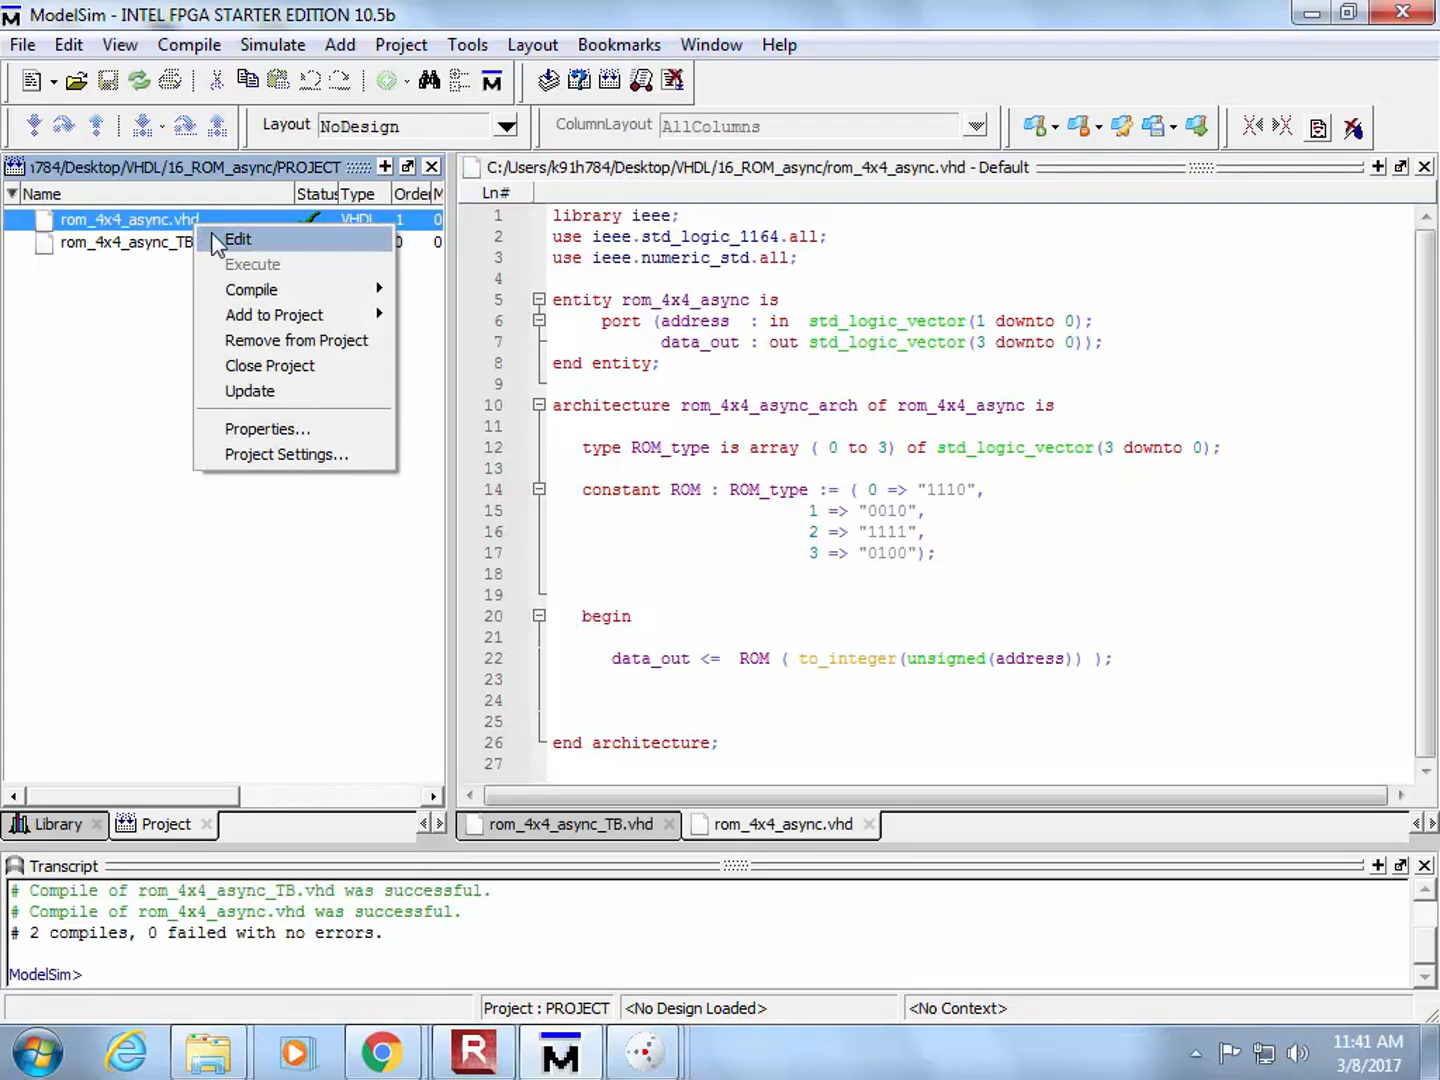 ModelSim - INTEL FPGA STARTER EDITION 10.5b
File Edit View Compile Simulate Add Project Tools Layout Bookmarks Window Help
Layout NoDesign ColumnLayout AllColumns
784/Desktop/VHDL/16_ROM_async/PROJECT
Name Status Type Order M
rom_4x4_async.vhd VHDL 1 0
rom_4x4_async_TB 0 0
Edit
Execute
Compile
Add to Project
Remove from Project
Close Project
Update
Properties...
Project Settings...
Library Project
C:/Users/k91h784/Desktop/VHDL/16_ROM_async/rom_4x4_async.vhd - Default
Ln#
1 library ieee;
2 use ieee.std_logic_1164.all;
3 use ieee.numeric_std.all;
4
5 entity rom_4x4_async is
6 port (address : in std_logic_vector(1 downto 0);
7 data_out : out std_logic_vector(3 downto 0));
8 end entity;
9
10 architecture rom_4x4_async_arch of rom_4x4_async is
11
12 type ROM_type is array ( 0 to 3) of std_logic_vector(3 downto 0);
13
14 constant ROM : ROM_type := ( 0 => "1110",
15 1 => "0010",
16 2 => "1111",
17 3 => "0100");
18
19
20 begin
21
22 data_out <= ROM ( to_integer(unsigned(address)) );
23
24
25
26 end architecture;
27
rom_4x4_async_TB.vhd rom_4x4_async.vhd
Transcript
# Compile of rom_4x4_async_TB.vhd was successful.
# Compile of rom_4x4_async.vhd was successful.
# 2 compiles, 0 failed with no errors.
ModelSim>
Project : PROJECT <No Design Loaded> <No Context>
11:41 AM
3/8/2017